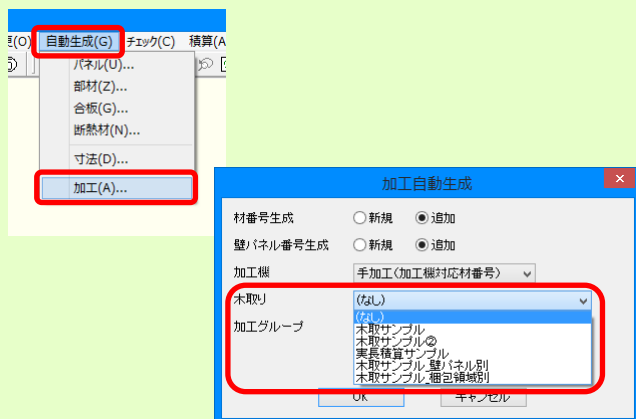 更(O) 自動生成(G) チェック(C) 積算(A
パネル(U)...
部材(Z)...
合板(G)...
断熱材(N)...
寸法(D)...
加工(A)...
加工自動生成
材番号生成 新規 追加
壁パネル番号生成 新規 追加
加工機 手加工(加工機対応材番号)
木取り (なし)
(なし)
加工グループ 木取サンプル
木取サンプル②
実長積算サンプル
木取サンプル_壁パネル別
木取サンプル_梱包領域別
OK キャンセル